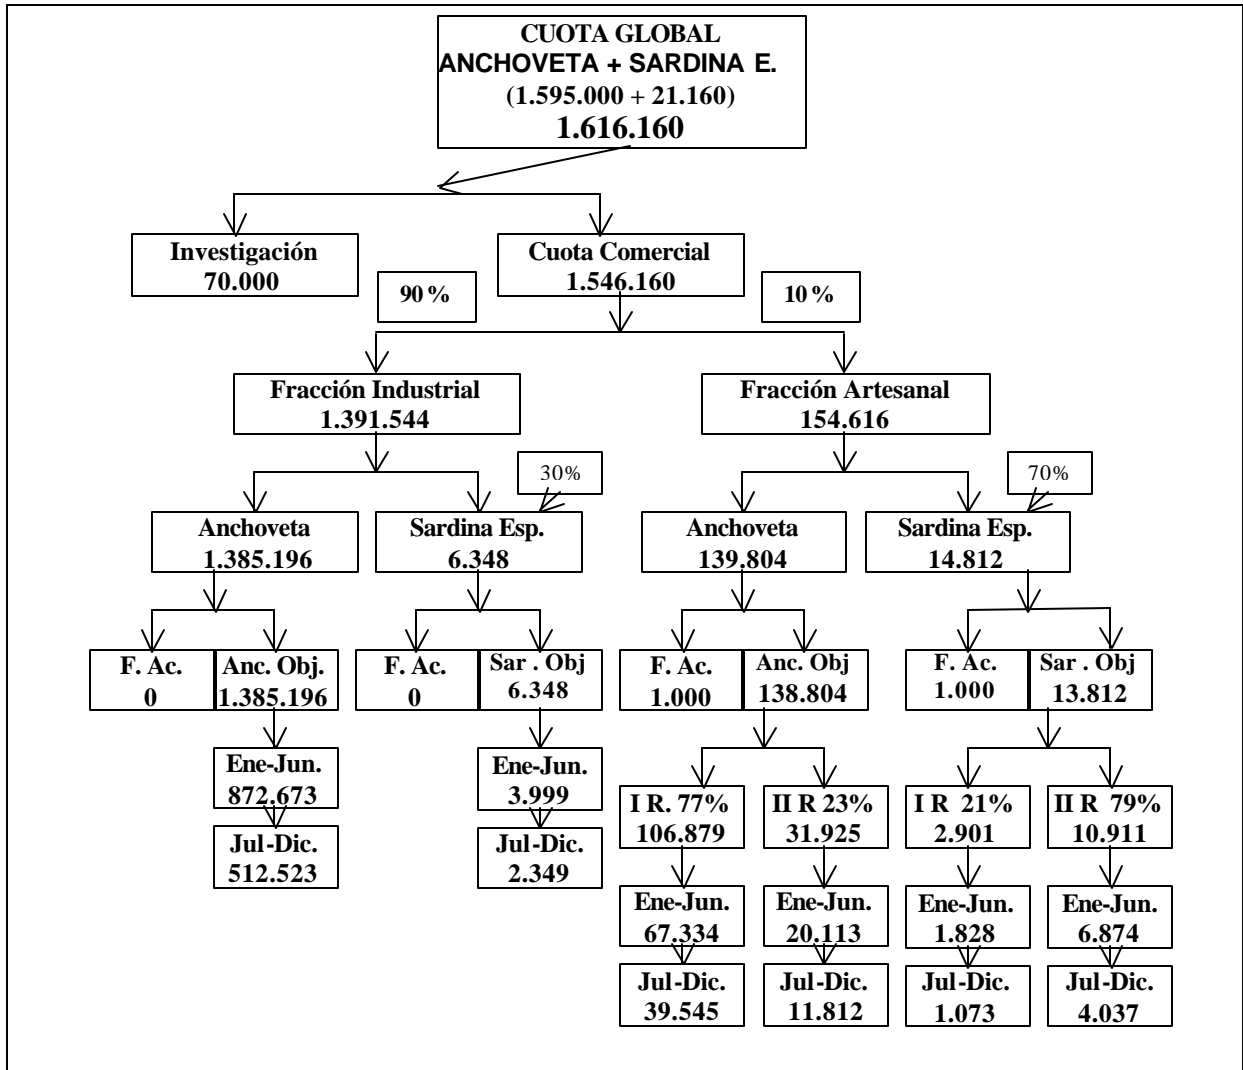 CUOTA GLOBAL
ANCHOVETA + SARDINA E.
(1.595.000 + 21.160)
1.616.160
Investigación
70.000
Cuota Comercial
1.546.160
90%
10%
Fracción Industrial
1.391.544
Fracción Artesanal
154.616
30%
70%
Anchoveta
1.385.196
Sardina Esp.
6.348
Anchoveta
139.804
Sardina Esp.
14.812
F. Ac.
0
Anc. Obj.
1.385.196
F. Ac.
0
Sar . Obj
6.348
F. Ac.
1.000
Anc. Obj
138.804
F. Ac.
1.000
Sar . Obj
13.812
Ene-Jun.
872.673
Jul-Dic.
512.523
Ene-Jun.
3.999
Jul-Dic.
2.349
I R. 77%
106.879
II R 23%
31.925
I R 21%
2.901
II R 79%
10.911
Ene-Jun.
67.334
Ene-Jun.
20.113
Ene-Jun.
1.828
Ene-Jun.
6.874
Jul-Dic.
39.545
Jul-Dic.
11.812
Jul-Dic.
1.073
Jul-Dic.
4.037